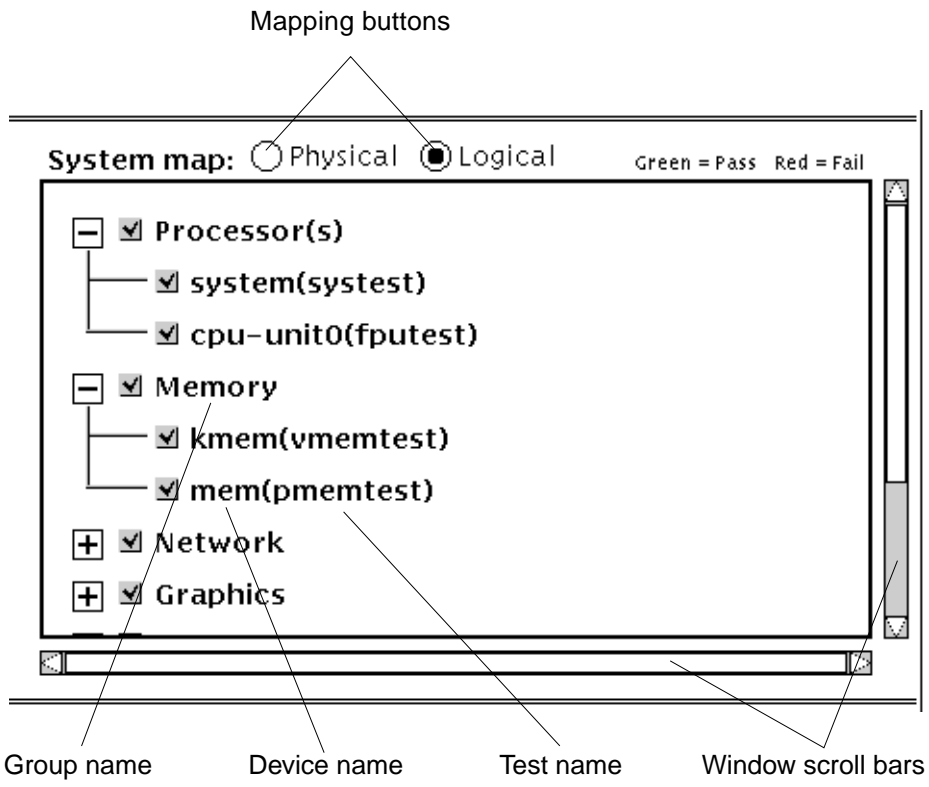 Mapping buttons
System map: Physical Logical Green = Pass Red = Fail
Processor(s)
system(systest)
cpu-unit0(fputest)
Memory
kmem(vmemtest)
mem(pmemtest)
Network
Graphics
Group name Device name Test name Window scroll bars